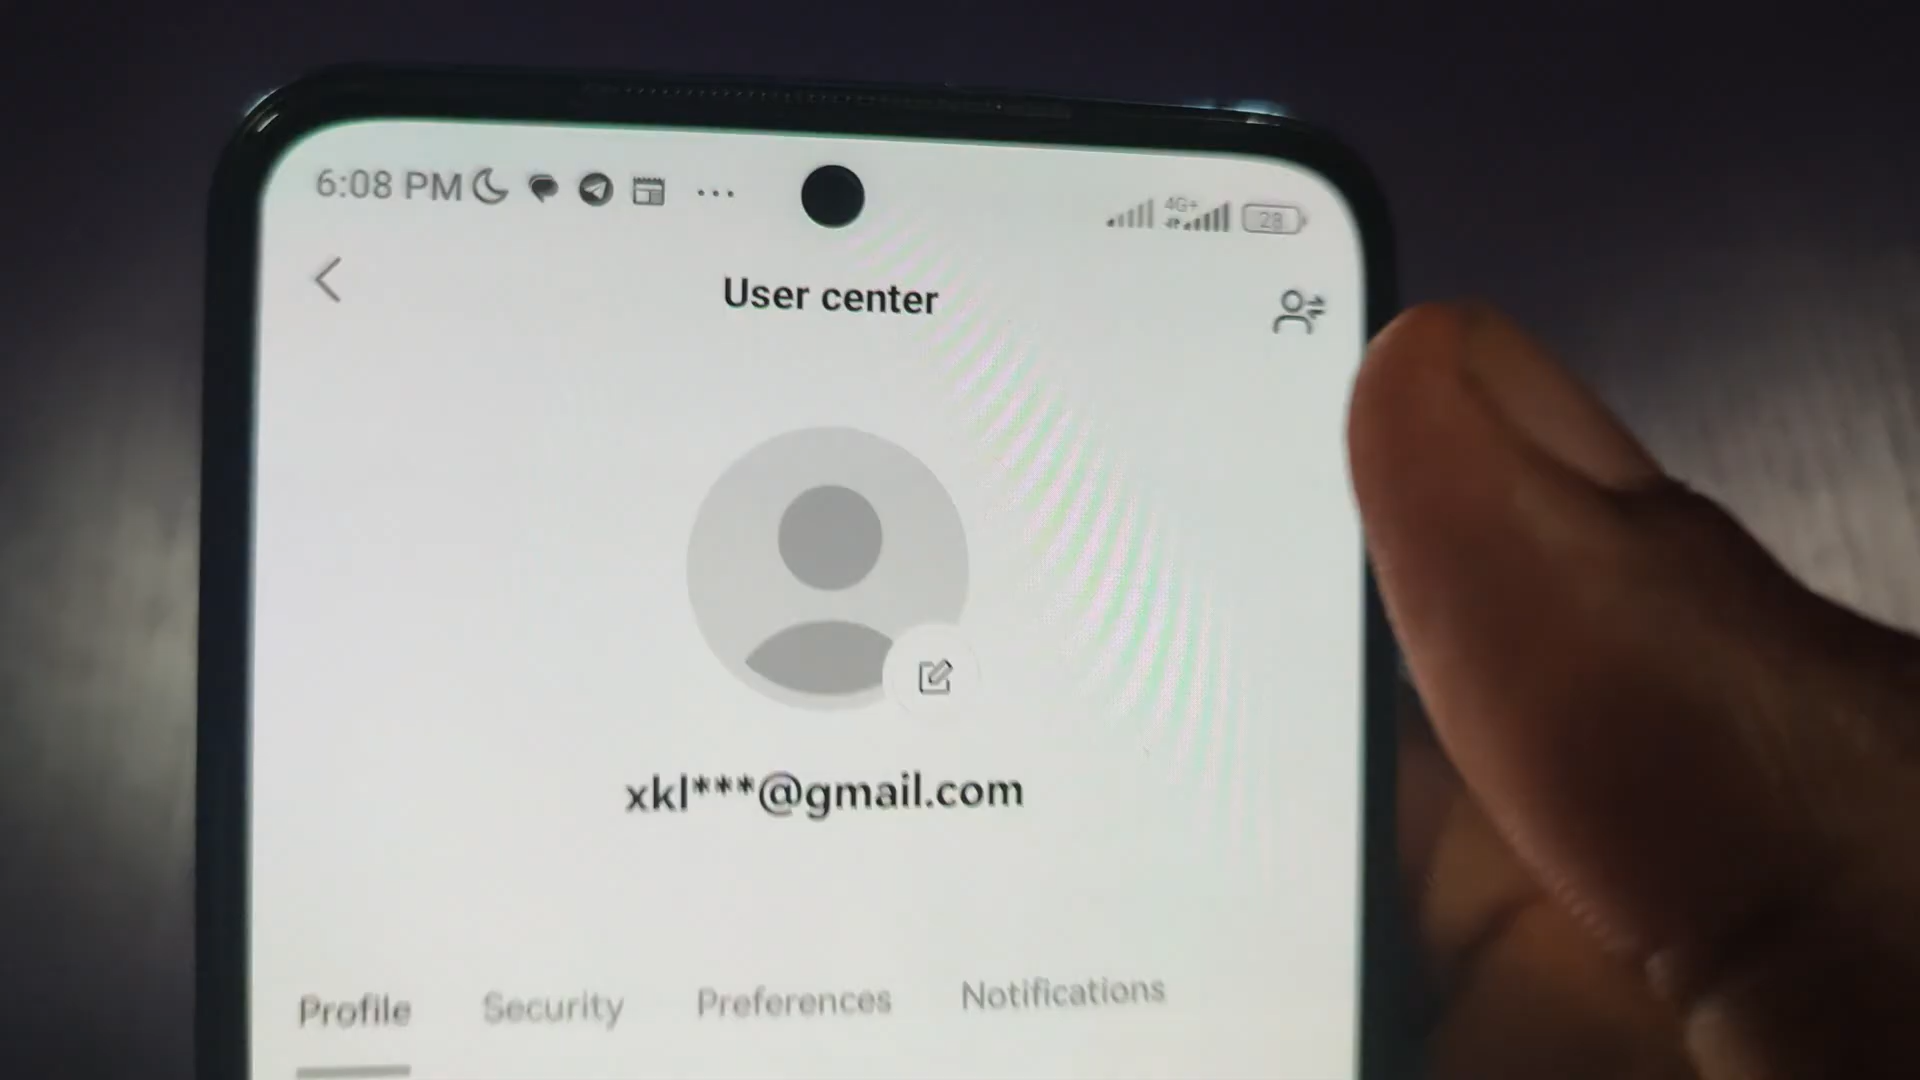 6:08 PM
4G+
28
User center
xkl***@gmail.com
Profile Security Preferences Notifications